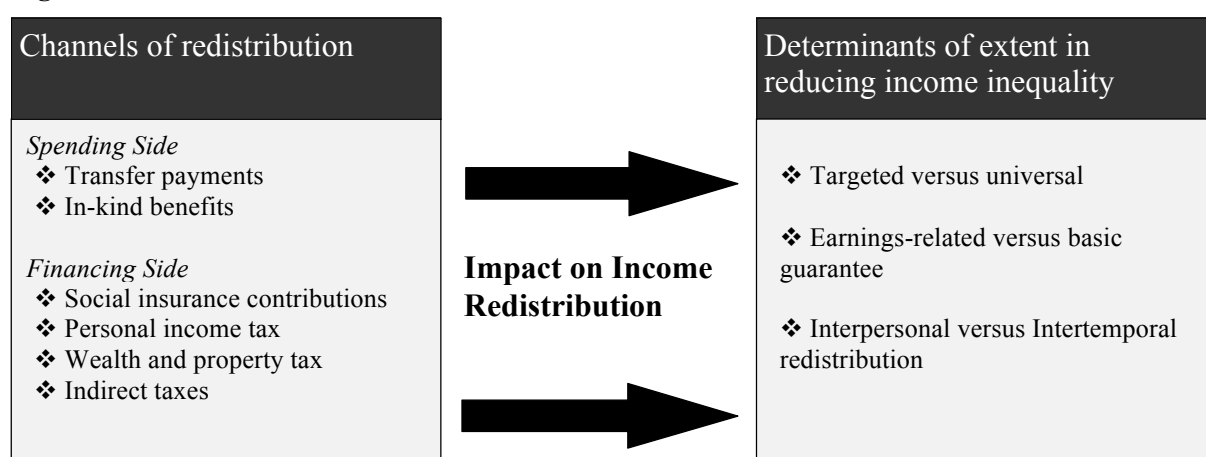 Channels of redistribution
Spending Side
❖ Transfer payments
❖ In-kind benefits
Financing Side
❖ Social insurance contributions
❖ Personal income tax
❖ Wealth and property tax
❖ Indirect taxes
Impact on Income
Redistribution
Determinants of extent in
reducing income inequality
❖ Targeted versus universal
❖ Earnings-related versus basic
guarantee
❖ Interpersonal versus Intertemporal
redistribution